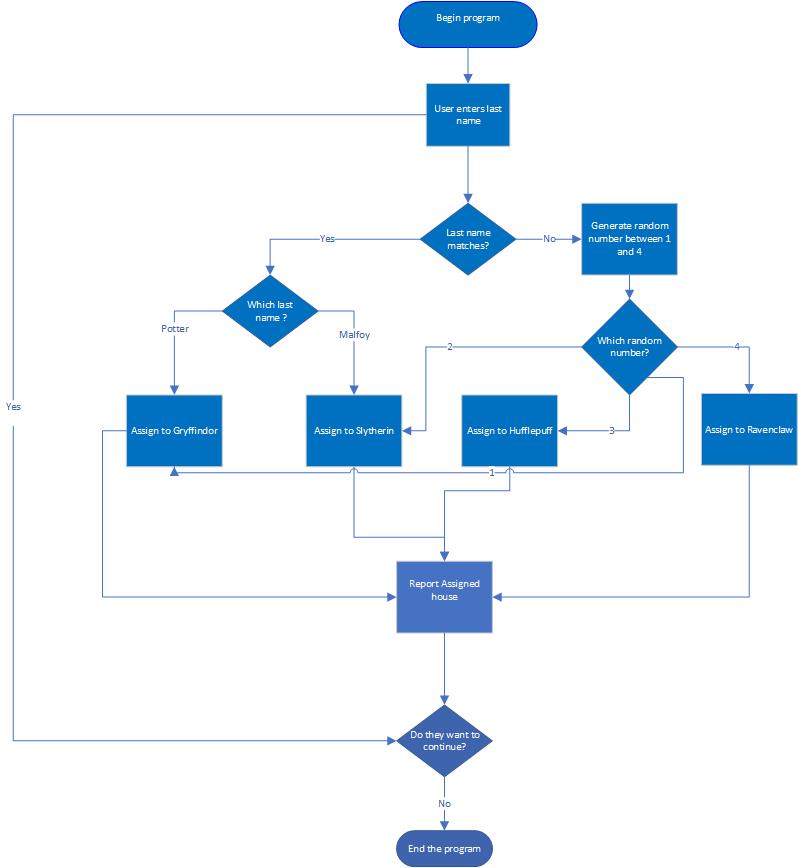 Begin program
User enters last
name
Last name
matches?
Yes
No
Generate random
number between 1
and 4
Which last
name ?
Potter
Malfoy
Which random
number?
2
4
Yes
Assign to Gryffindor
Assign to Slytherin
Assign to Hufflepuff
3
Assign to Ravenclaw
1
Report Assigned
house
Do they want to
continue?
No
End the program